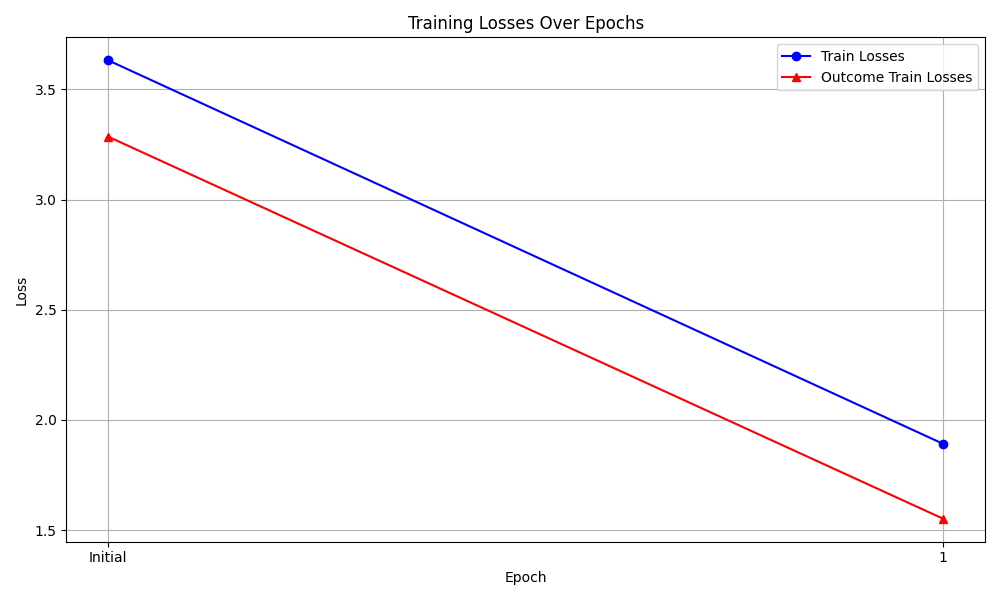 Training Losses Over Epochs
Train Losses
Outcome Train Losses
3.5
3.0
2.5
2.0
1.5
Loss
Initial
1
Epoch